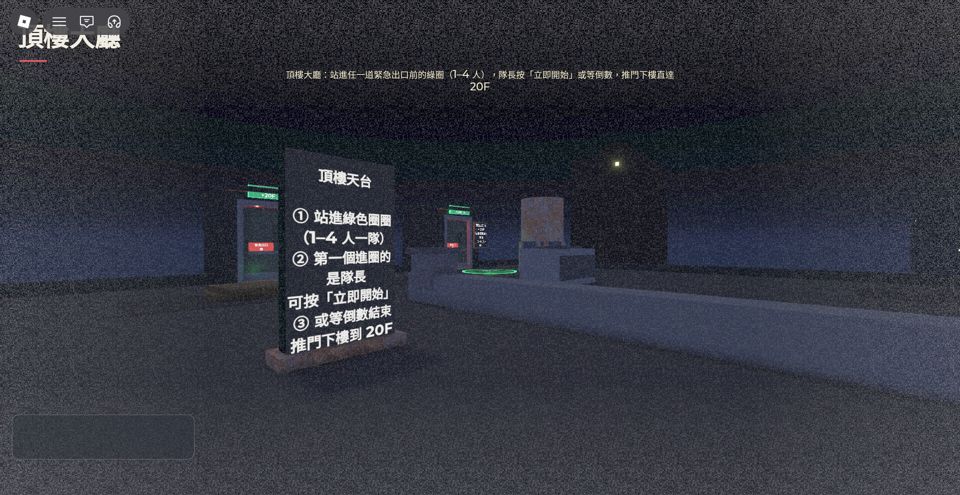 頂樓大廳
頂樓大廳：站進任一道緊急出口前的綠圈（1–4 人），隊長按「立即開始」或等倒數，推門下樓直達
20F
頂樓天台
① 站進綠色圈圈
（1–4 人一隊）
② 第一個進圈的
是隊長
可按「立即開始」
③ 或等倒數結束
推門下樓到 20F